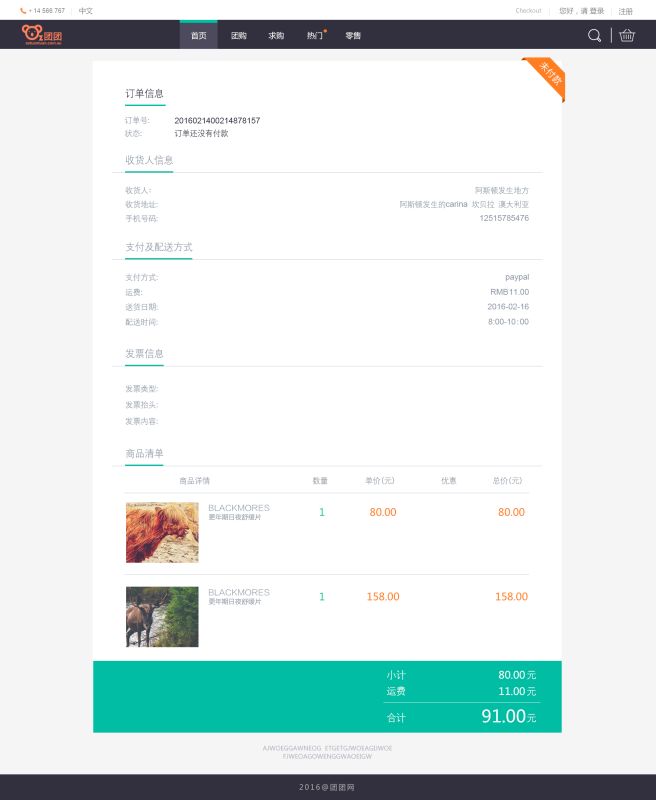 + 14 566 767 中文 Checkout 您好，请 登录 注册
团团
首页 团购 求购 热门 零售
未付款
订单信息
订单号: 2016021400214878157
状态: 订单还没有付款
收货人信息
收货人: 阿斯顿发生地方
收货地址: 阿斯顿发生的carina 坎贝拉 澳大利亚
手机号码: 12515785476
支付及配送方式
支付方式: paypal
运费: RMB11.00
送货日期: 2016-02-16
配送时间: 8:00-10:00
发票信息
发票类型:
发票抬头:
发票内容:
商品清单
商品详情 数量 单价(元) 优惠 总价(元)
BLACKMORES 1 80.00 80.00
更年期日夜舒缓片
BLACKMORES 1 158.00 158.00
更年期日夜舒缓片
小计 80.00元
运费 11.00元
合计 91.00元
AJWOEGGAWNEOG ETGETGJWOEAGIJWOE
FJWEOAGOWENGGWAOEIGW
2016@团团网